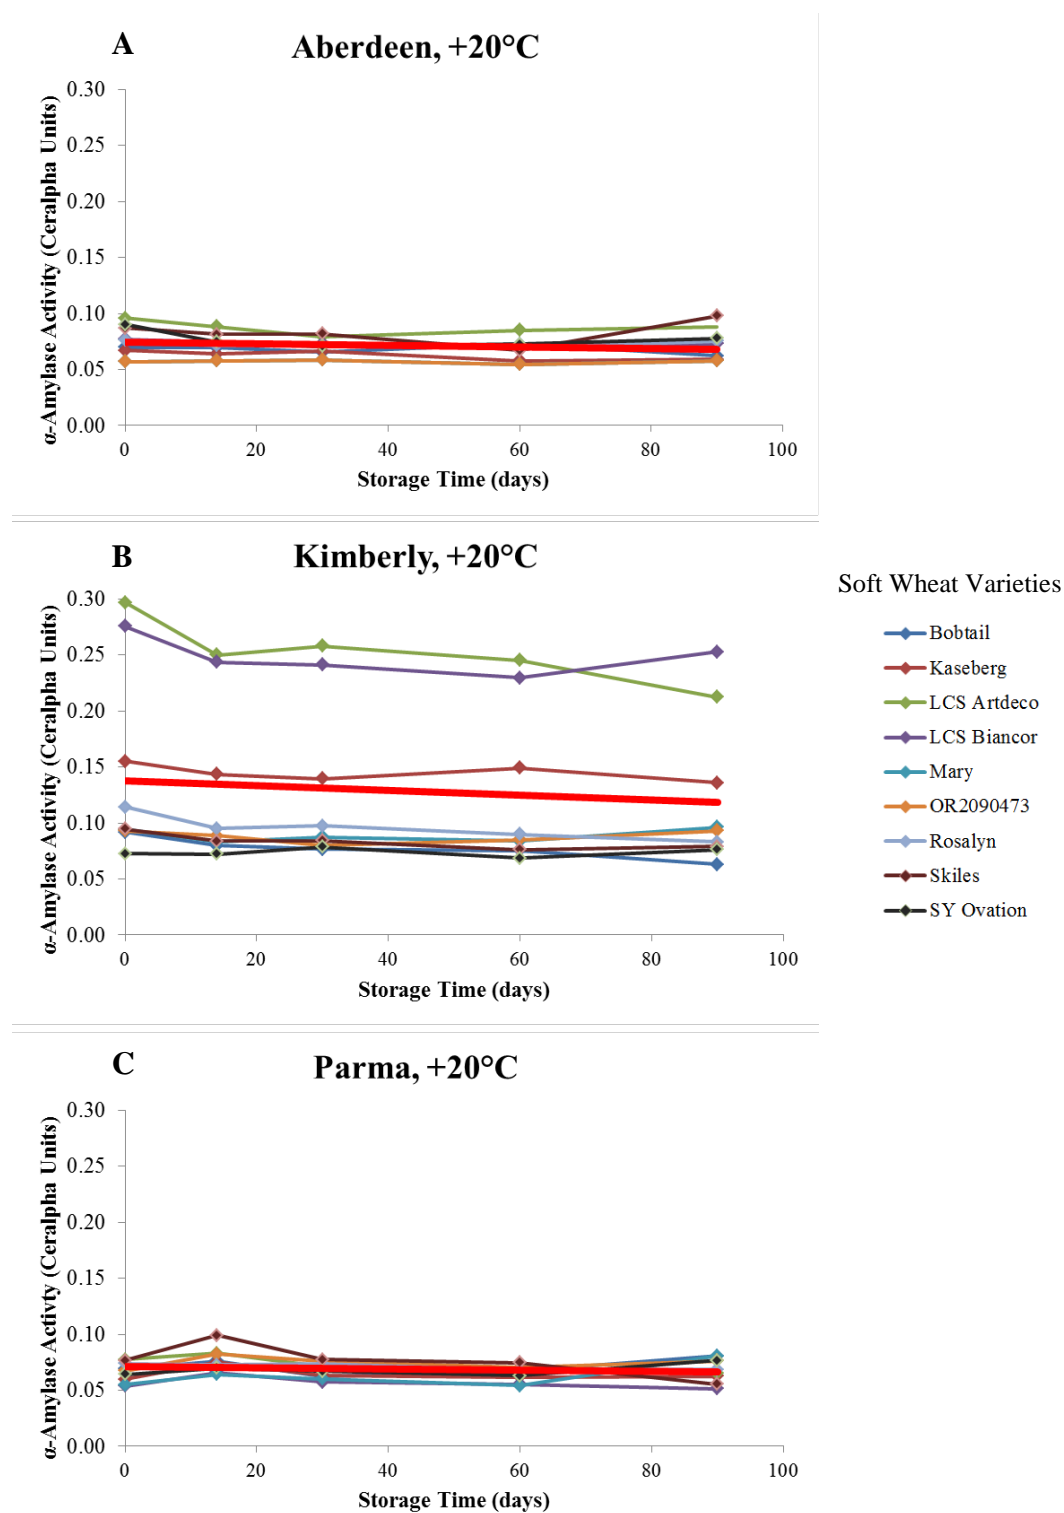 A
Aberdeen, +20°C
α-Amylase Activity (Ceralpha Units)
0.30
0.25
0.20
0.15
0.10
0.05
0.00
0 20 40 60 80 100
Storage Time (days)
B
Kimberly, +20°C
α-Amylase Activity (Ceralpha Units)
0.30
0.25
0.20
0.15
0.10
0.05
0.00
0 20 40 60 80 100
Storage Time (days)
Soft Wheat Varieties
Bobtail
Kaseberg
LCS Artdeco
LCS Biancor
Mary
OR2090473
Rosalyn
Skiles
SY Ovation
C
Parma, +20°C
α-Amylase Activty (Ceralpha Units)
0.30
0.25
0.20
0.15
0.10
0.05
0.00
0 20 40 60 80 100
Storage Time (days)